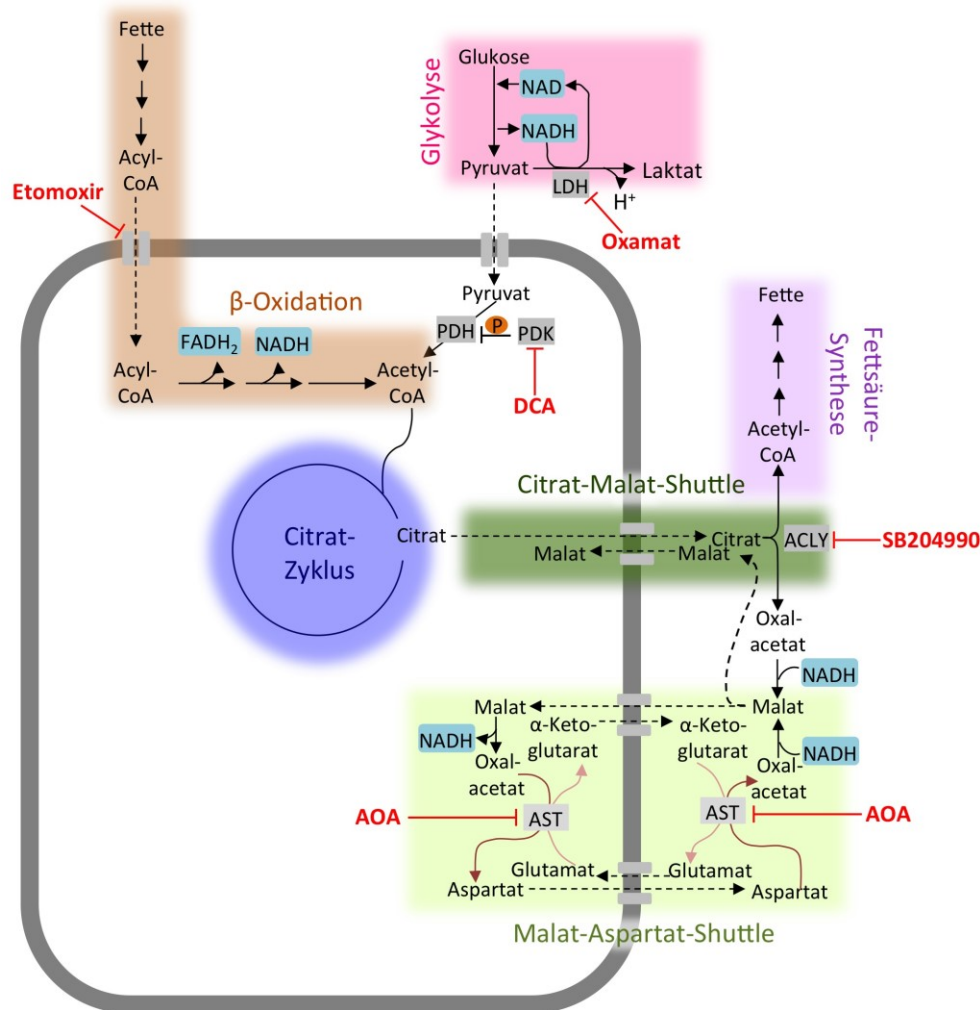 Fette
Acyl-
CoA
Etomoxir
Acyl-
CoA
β-Oxidation
FADH₂
NADH
Acetyl-
CoA
Glykolyse
Glukose
NAD
NADH
Pyruvat
LDH
Laktat
H⁺
Oxamat
Pyruvat
PDH
P
PDK
DCA
Citrat-
Zyklus
Citrat
Citrat-Malat-Shuttle
Citrat
ACLY
SB204990
Malat
Malat
Fette
Acetyl-
CoA
Fettsäure-
Synthese
Oxal-
acetat
NADH
Malat
NADH
Oxal-
acetat
Malat
NADH
Oxal-
acetat
α-Keto-
glutarat
α-Keto-
glutarat
AOA
AST
AST
AOA
Glutamat
Glutamat
Aspartat
Aspartat
Malat-Aspartat-Shuttle